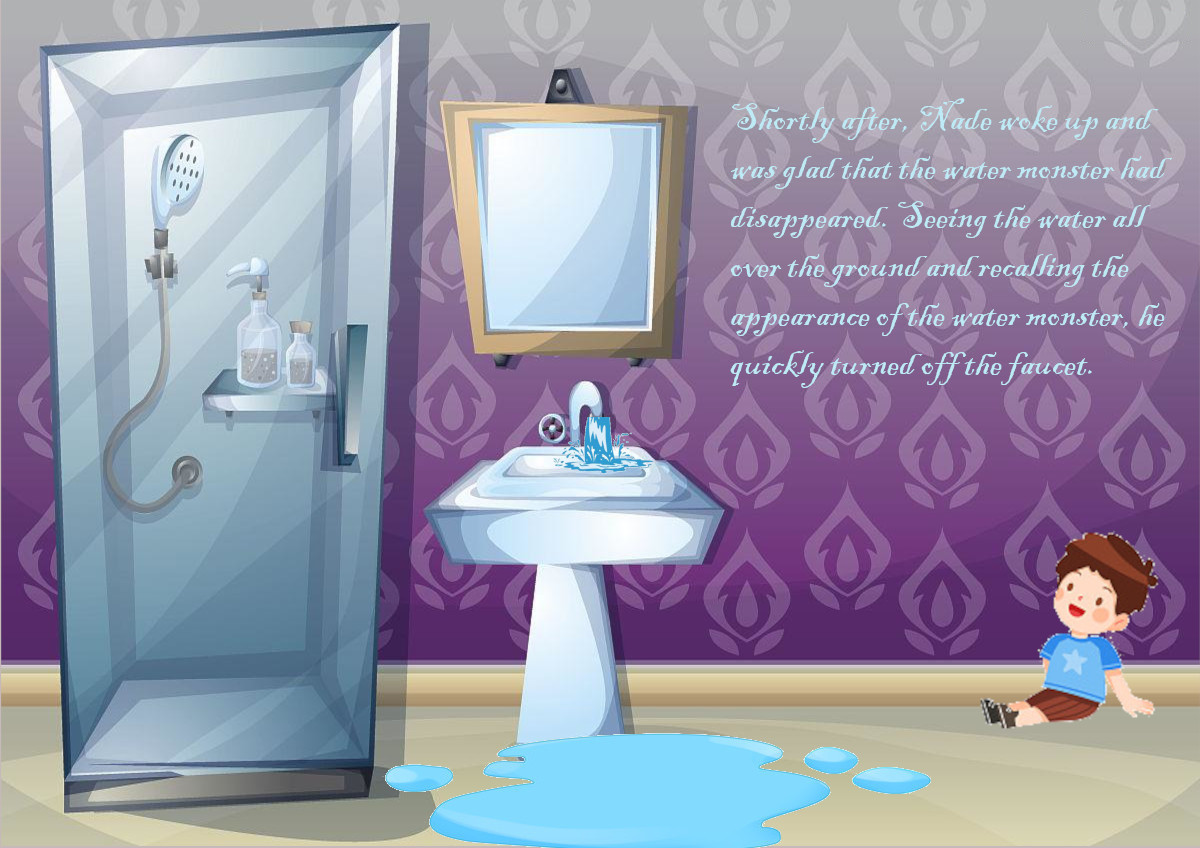 Shortly after, Nade woke up and
was glad that the water monster had
disappeared. Seeing the water all
over the ground and recalling the
appearance of the water monster, he
quickly turned off the faucet.